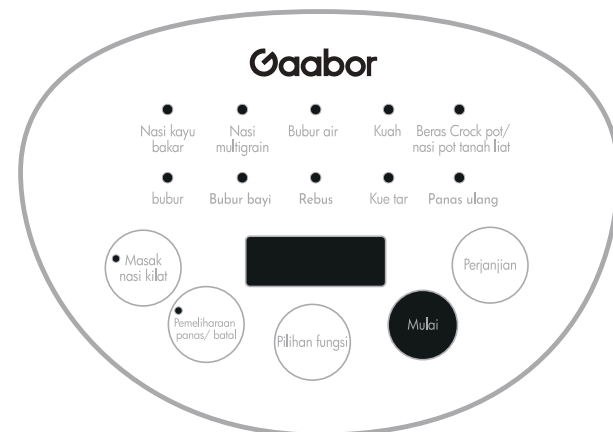 Gaabor
Nasi kayu
bakar
Nasi
multigrain
Bubur air
Kuah
Beras Crock pot/
nasi pot tanah liat
bubur
Bubur bayi
Rebus
Kue tar
Panas ulang
Masak
nasi kilat
Perjanjian
Pemeliharaan
panas/ batal
Pilihan fungsi
Mulai